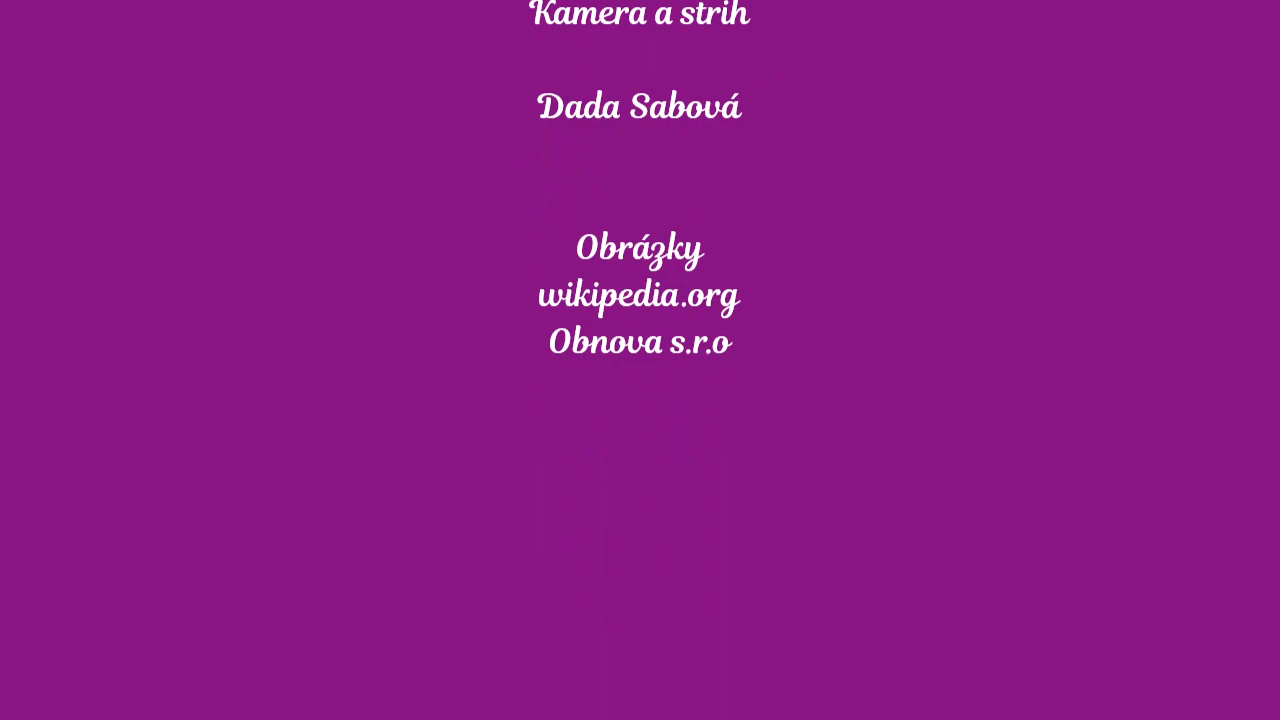 Kamera a strih
Dada Sabová
Obrázky
wikipedia.org
Obnova s.r.o